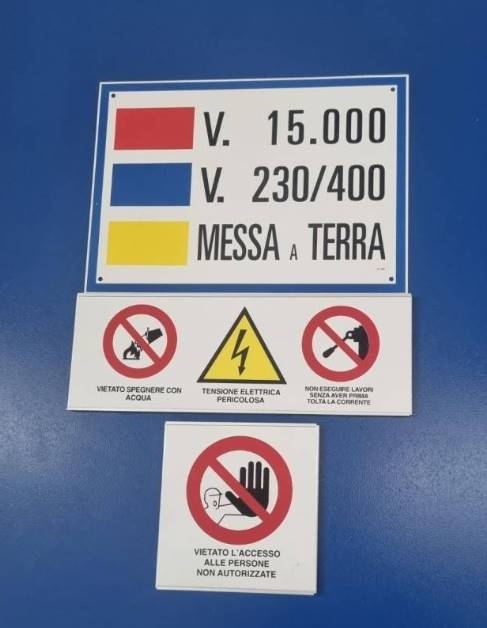 V. 15.000
V. 230/400
MESSA A TERRA
VIETATO SPEGNERE CON
ACQUA
TENSIONE ELETTRICA
PERICOLOSA
NON ESEGUIRE LAVORI
SENZA AVER PRIMA
TOLTA LA CORRENTE
VIETATO L'ACCESSO
ALLE PERSONE
NON AUTORIZZATE